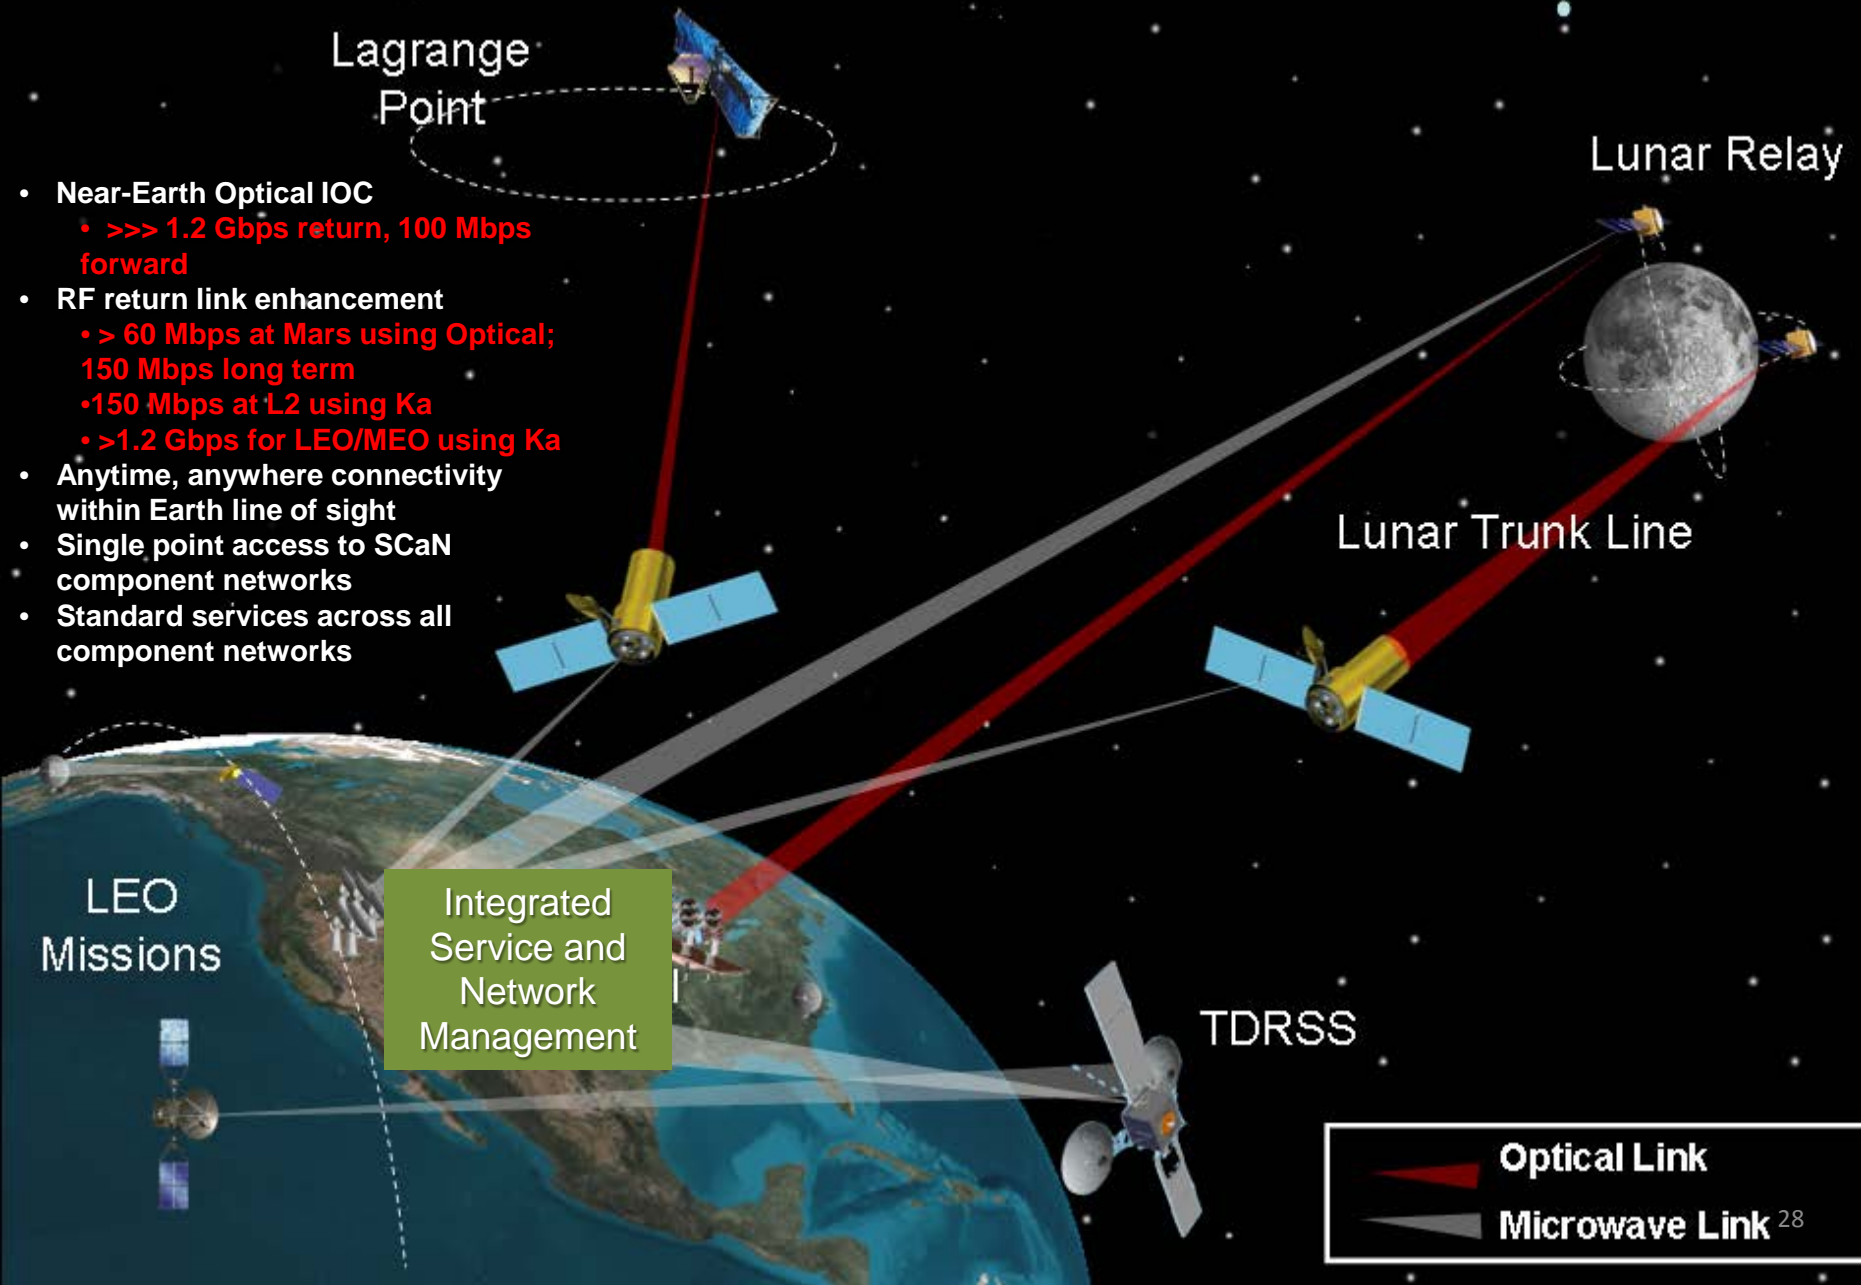 Lagrange
Point
Lunar Relay
• Near-Earth Optical IOC
• >>> 1.2 Gbps return, 100 Mbps
forward
• RF return link enhancement
• > 60 Mbps at Mars using Optical;
150 Mbps long term
•150 Mbps at L2 using Ka
• >1.2 Gbps for LEO/MEO using Ka
• Anytime, anywhere connectivity
within Earth line of sight
• Single point access to SCaN
component networks
• Standard services across all
component networks
Lunar Trunk Line
LEO
Missions
Integrated
Service and
Network
Management
TDRSS
Optical Link
Microwave Link
28